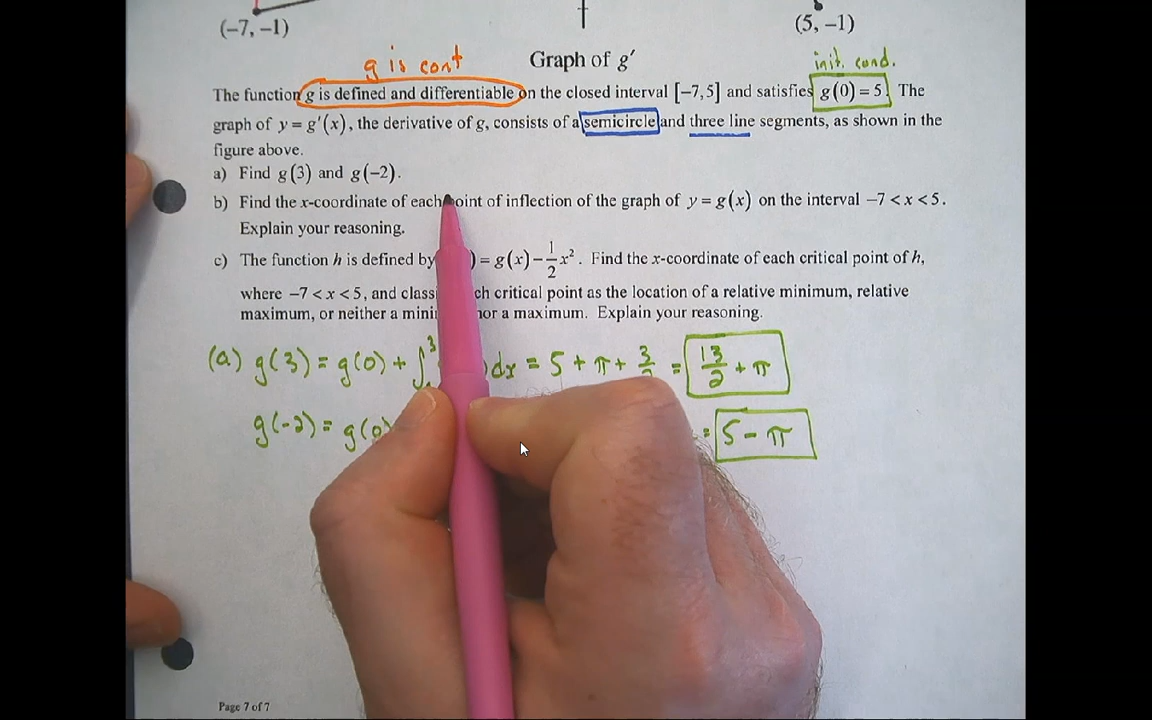 (−7, −1) (5, −1)
Graph of g′
g is cont
init. cond.
The function g is defined and differentiable on the closed interval [−7, 5] and satisfies g(0) = 5. The
graph of y = g′(x), the derivative of g, consists of a semicircle and three line segments, as shown in the
figure above.
a) Find g(3) and g(−2).
b) Find the x-coordinate of each point of inflection of the graph of y = g(x) on the interval −7 < x < 5.
Explain your reasoning.
c) The function h is defined by ) = g(x) − 1/2 x². Find the x-coordinate of each critical point of h,
where −7 < x < 5, and critical point as the location of a relative minimum, relative
maximum, or neither a nor a maximum. Explain your reasoning.
(a) g(3) = g(0) + ∫ 3 )dx = 5 + π + 3 = 13/2 + π
g(-2) = g(0) = 5 − π
Page 7 of 7